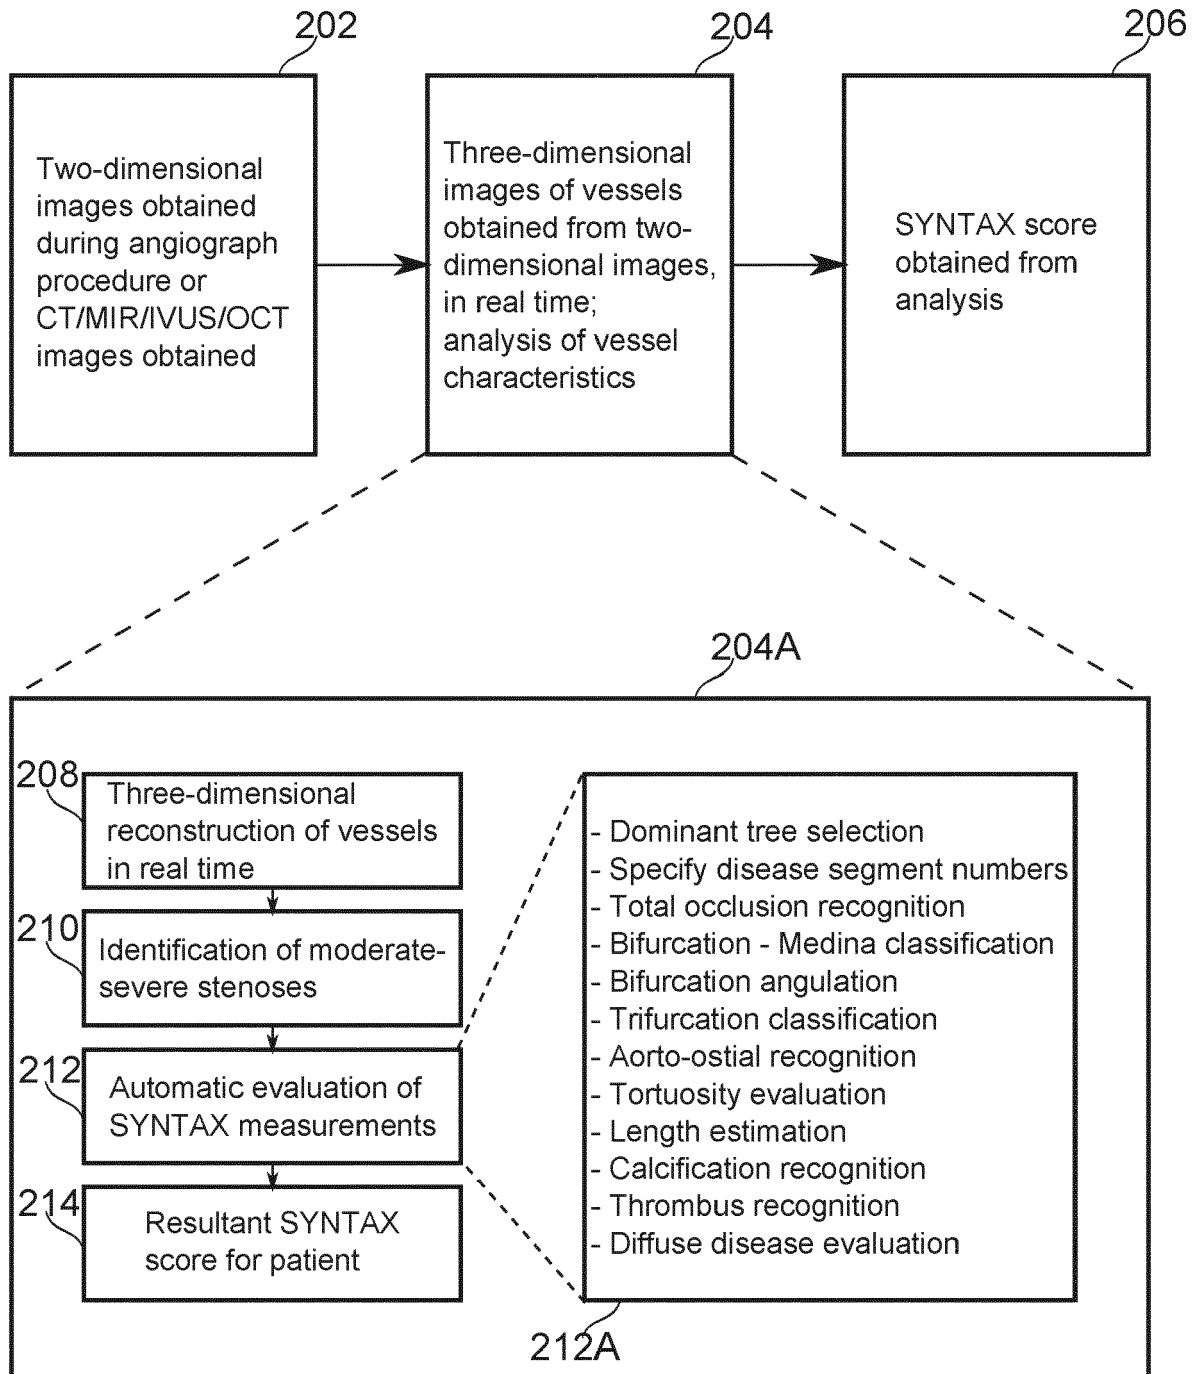 202
204
206
Two-dimensional
images obtained
during angiograph
procedure or
CT/MIR/IVUS/OCT
images obtained
Three-dimensional
images of vessels
obtained from two-
dimensional images,
in real time;
analysis of vessel
characteristics
SYNTAX score
obtained from
analysis
204A
208
Three-dimensional
reconstruction of vessels
in real time
210
Identification of moderate-
severe stenoses
212
Automatic evaluation of
SYNTAX measurements
214
Resultant SYNTAX
score for patient
- Dominant tree selection
- Specify disease segment numbers
- Total occlusion recognition
- Bifurcation - Medina classification
- Bifurcation angulation
- Trifurcation classification
- Aorto-ostial recognition
- Tortuosity evaluation
- Length estimation
- Calcification recognition
- Thrombus recognition
- Diffuse disease evaluation
212A